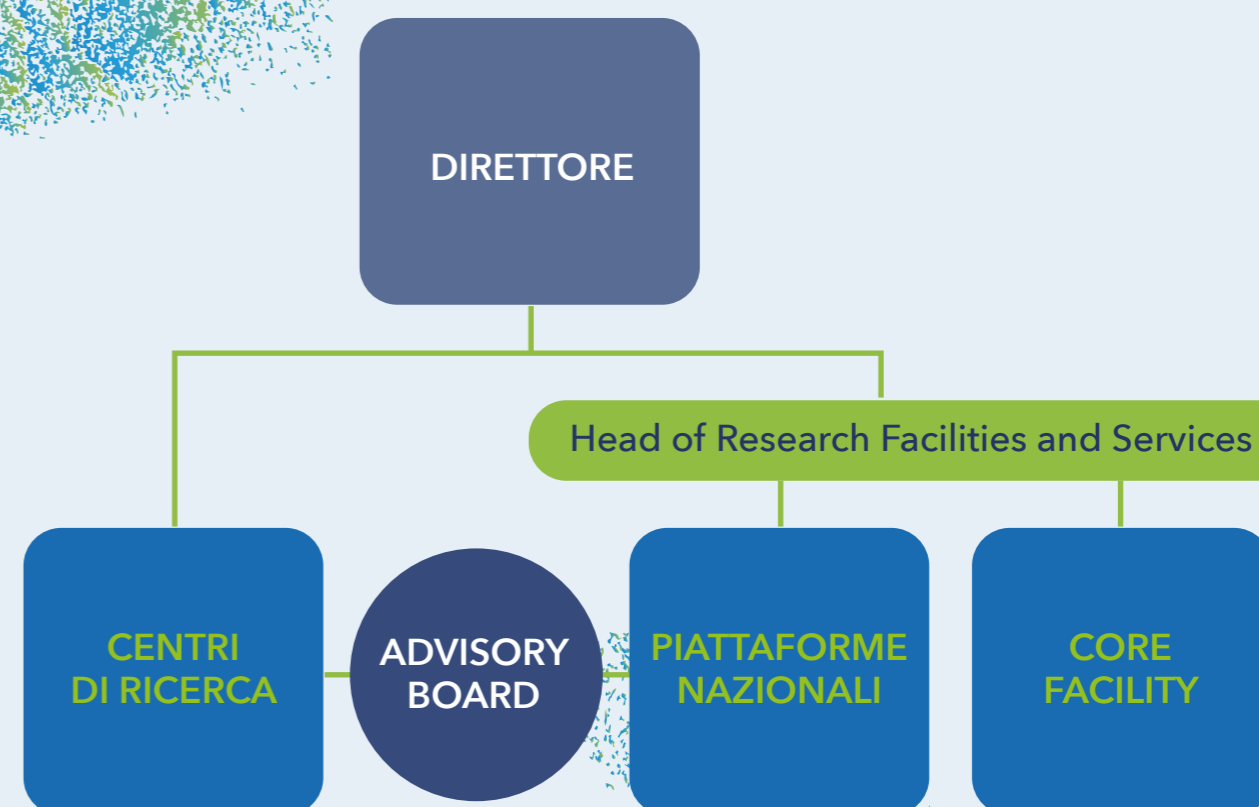 DIRETTORE
Head of Research Facilities and Services
CENTRI
DI RICERCA
ADVISORY
BOARD
PIATTAFORME
NAZIONALI
CORE
FACILITY